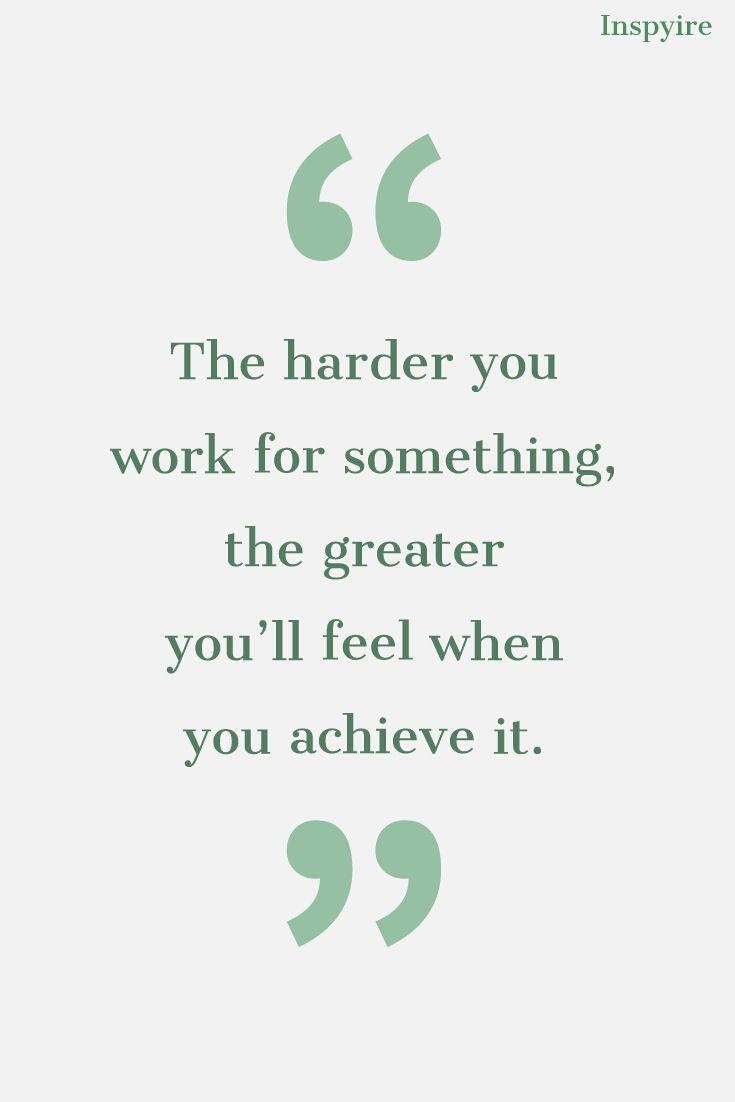 Inspyire
“
The harder you
work for something,
the greater
you’ll feel when
you achieve it.
”